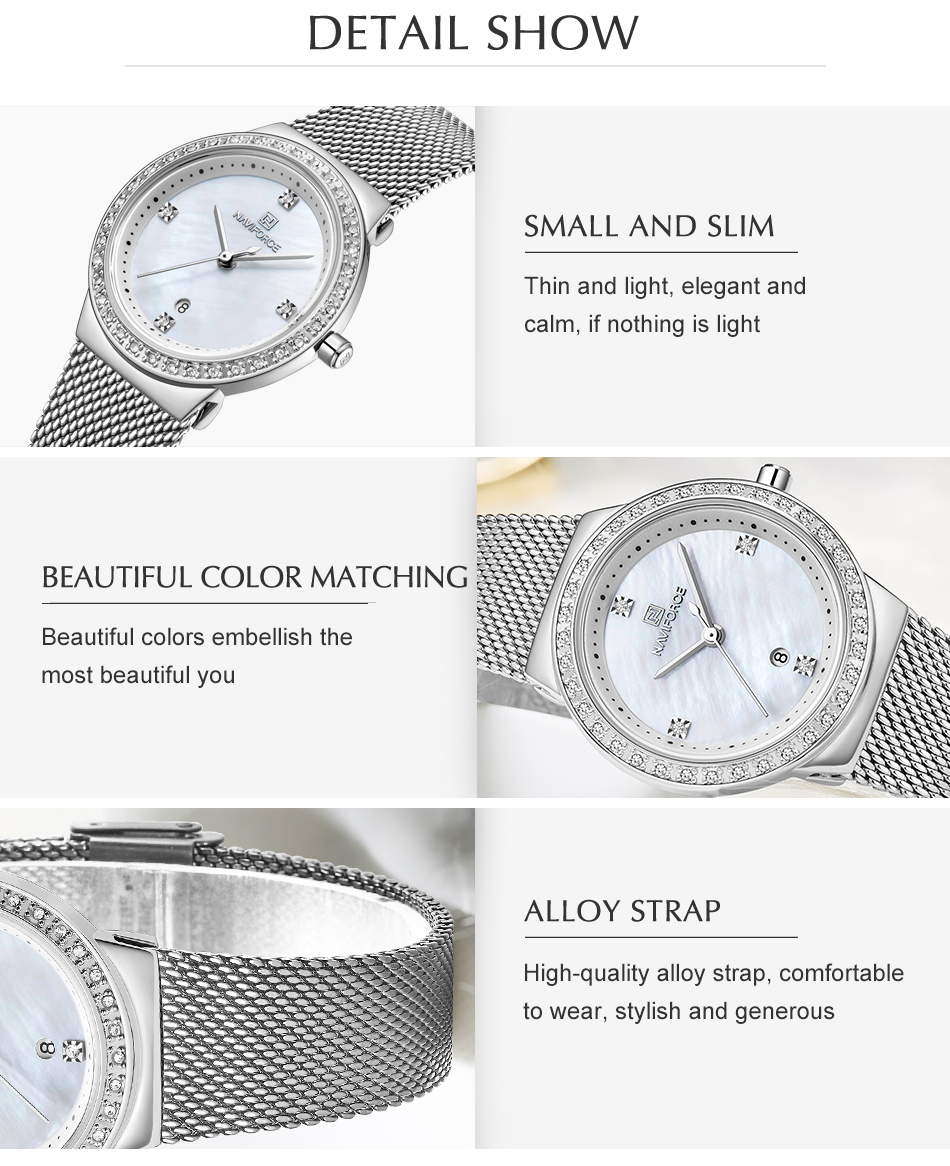 DETAIL SHOW
NAVIFORCE
8
SMALL AND SLIM
Thin and light, elegant and
calm, if nothing is light
BEAUTIFUL COLOR MATCHING
Beautiful colors embellish the
most beautiful you
NAVIFORCE
8
8
ALLOY STRAP
High-quality alloy strap, comfortable
to wear, stylish and generous